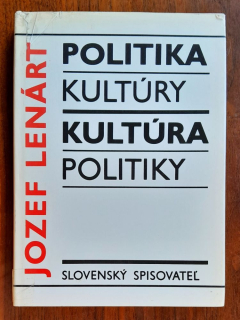 JOZEF LENÁRT
POLITIKA
KULTÚRY
KULTÚRA
POLITIKY
SLOVENSKÝ SPISOVATEĽ